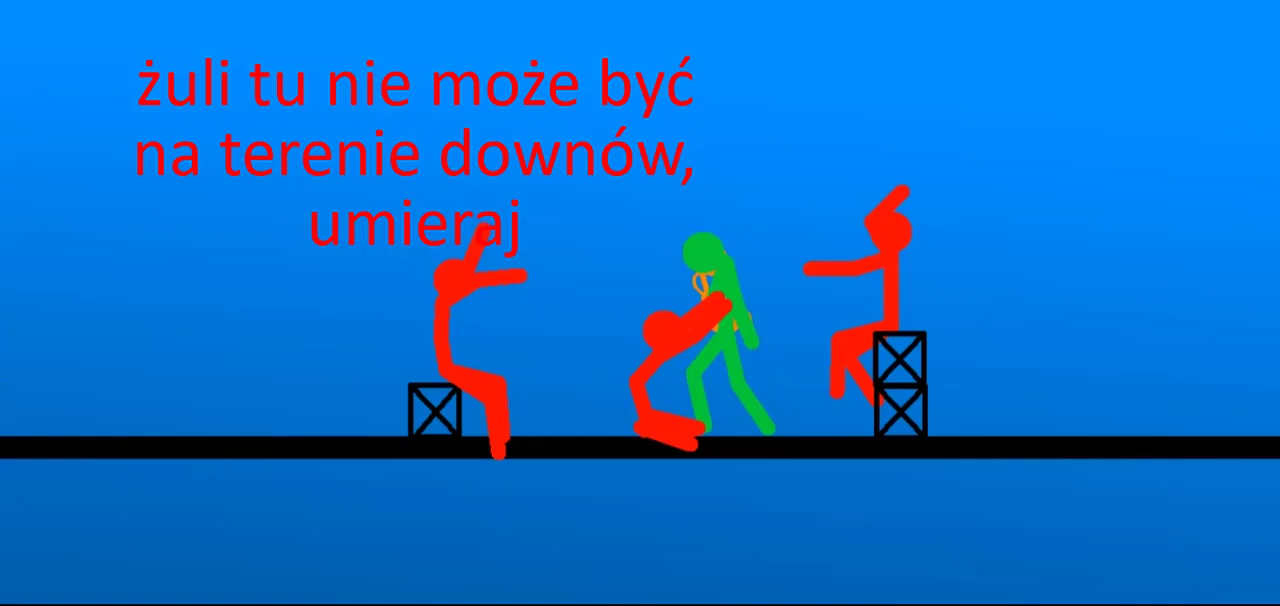 żuli tu nie może być
na terenie downów,
umieraj